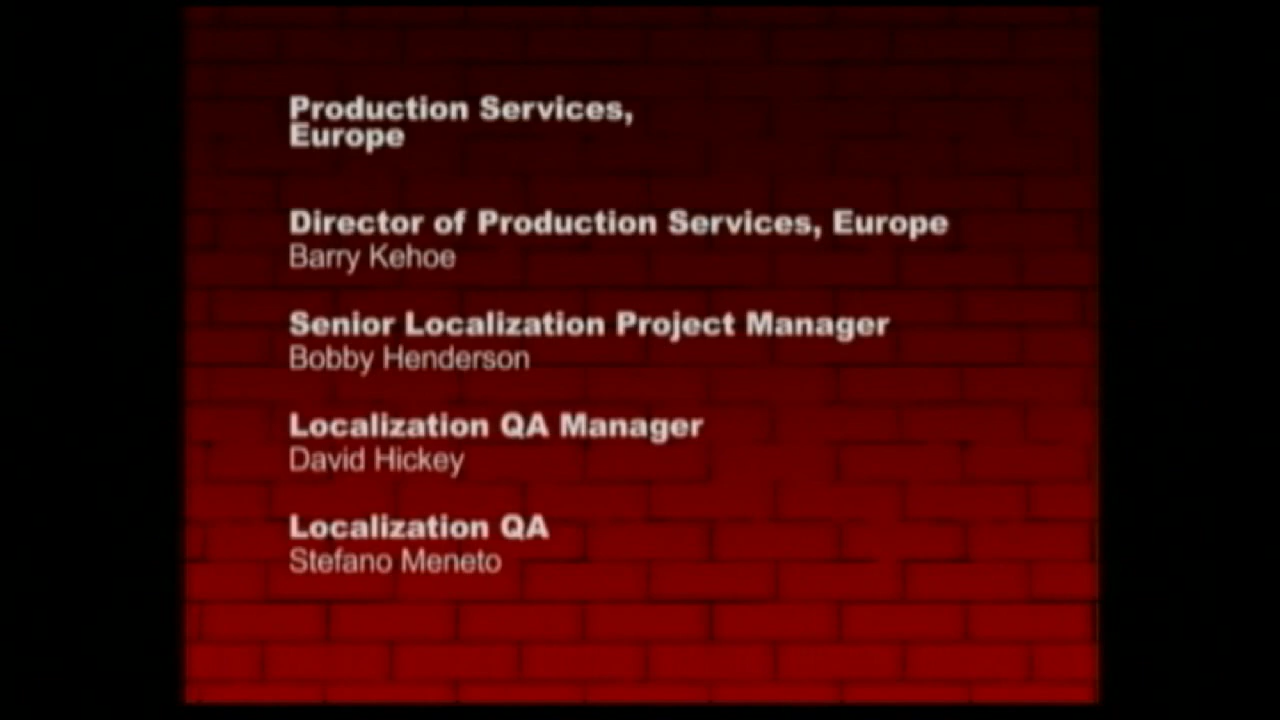 Production Services,
Europe
Director of Production Services, Europe
Barry Kehoe
Senior Localization Project Manager
Bobby Henderson
Localization QA Manager
David Hickey
Localization QA
Stefano Meneto